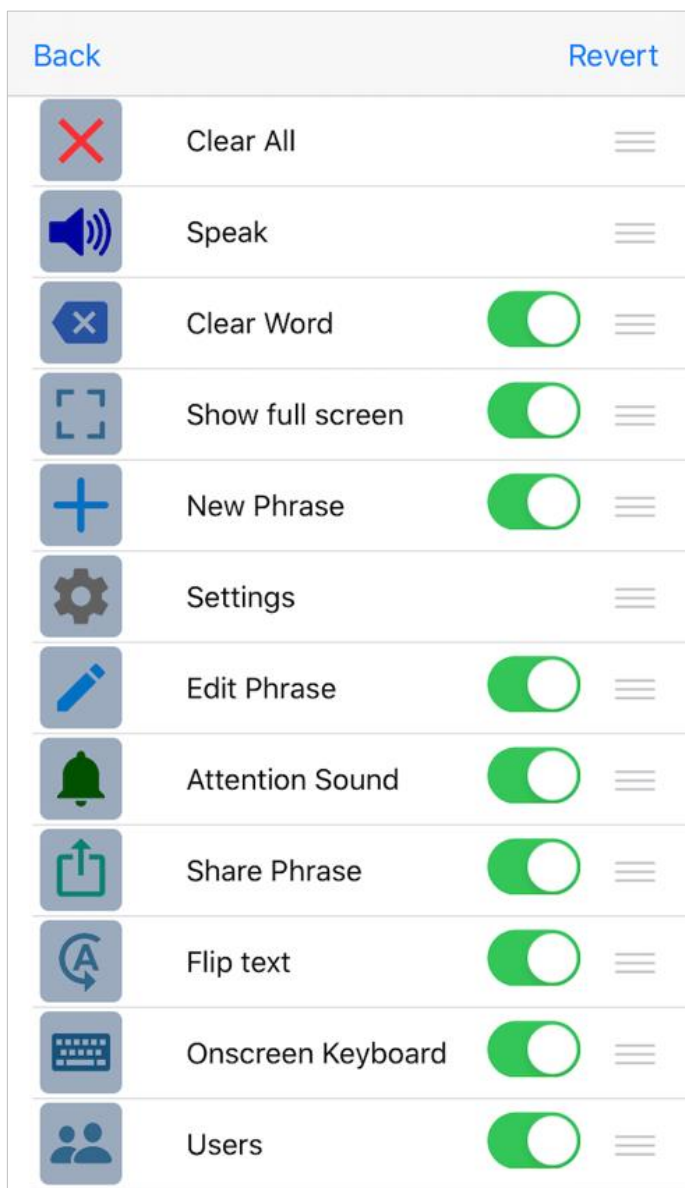 Back Revert
Clear All
Speak
Clear Word
Show full screen
New Phrase
Settings
Edit Phrase
Attention Sound
Share Phrase
Flip text
Onscreen Keyboard
Users